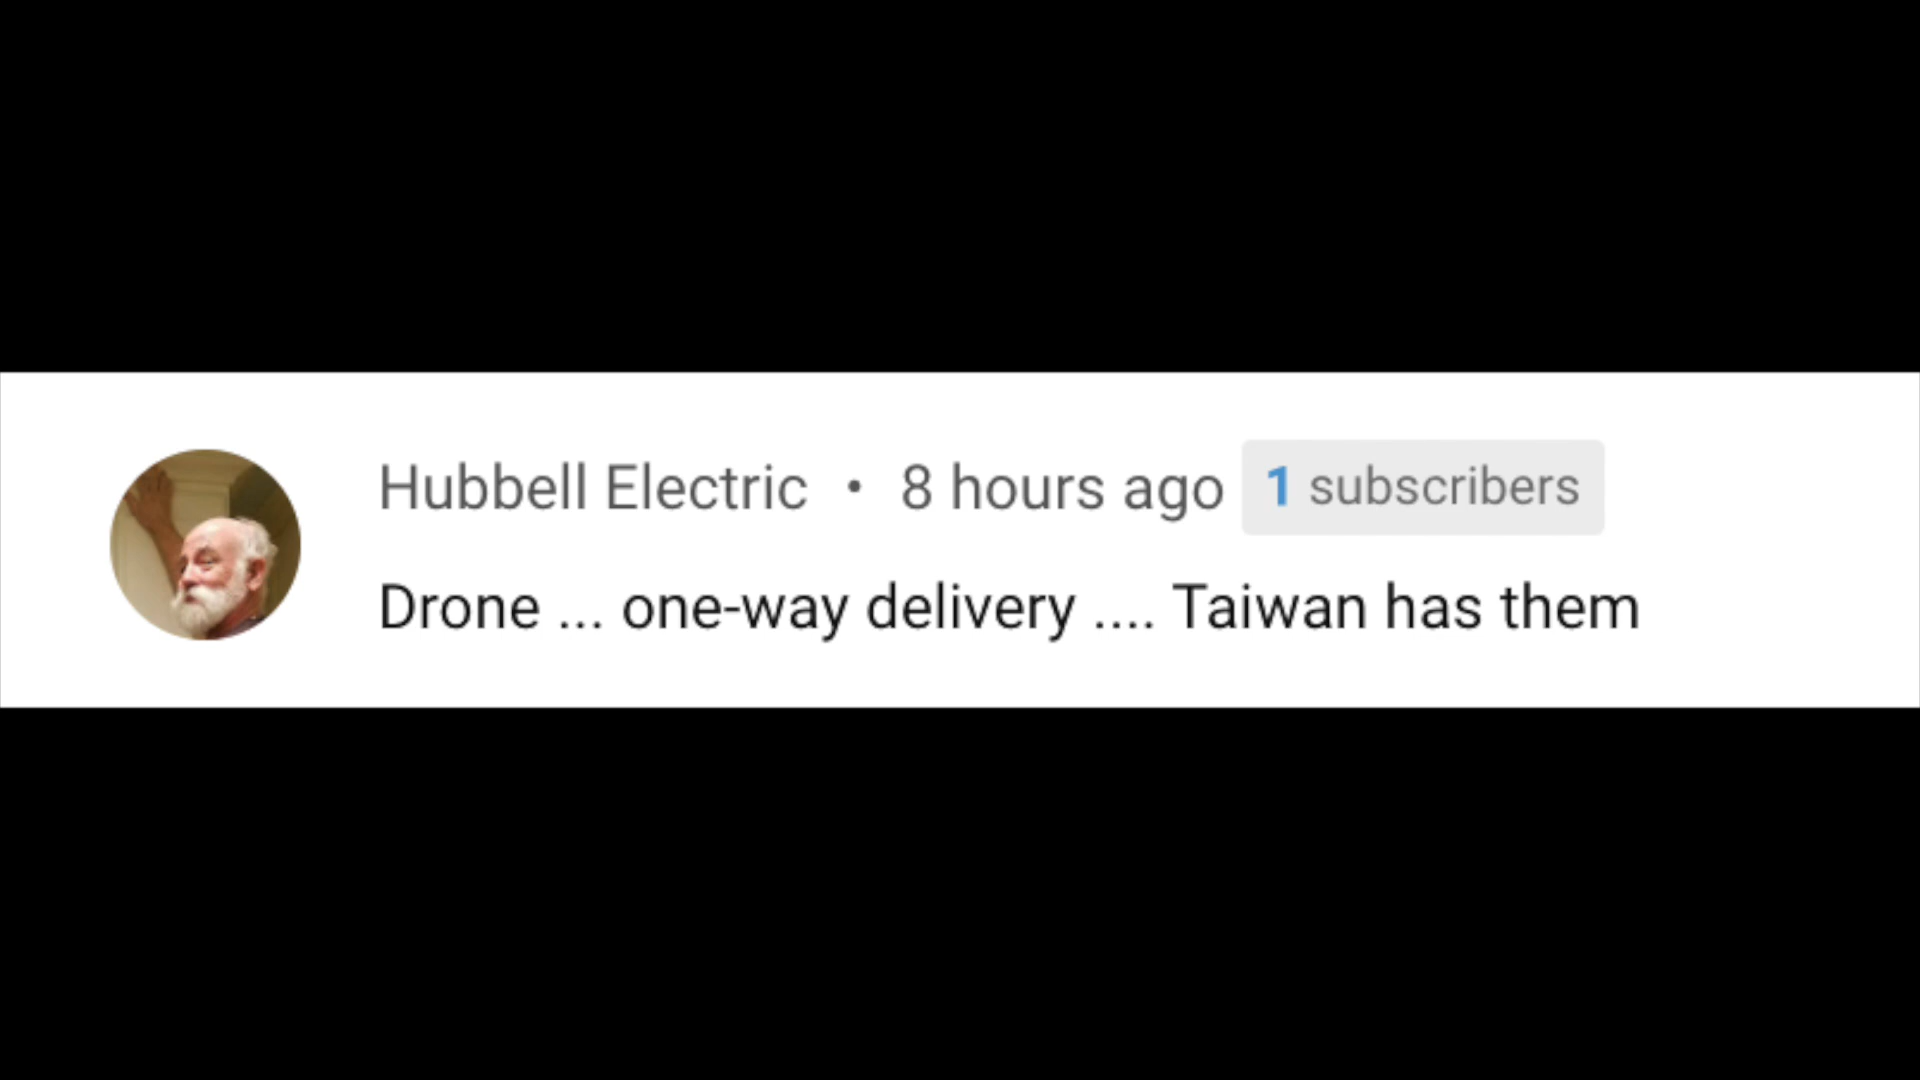 Hubbell Electric • 8 hours ago 1 subscribers
Drone ... one-way delivery .... Taiwan has them